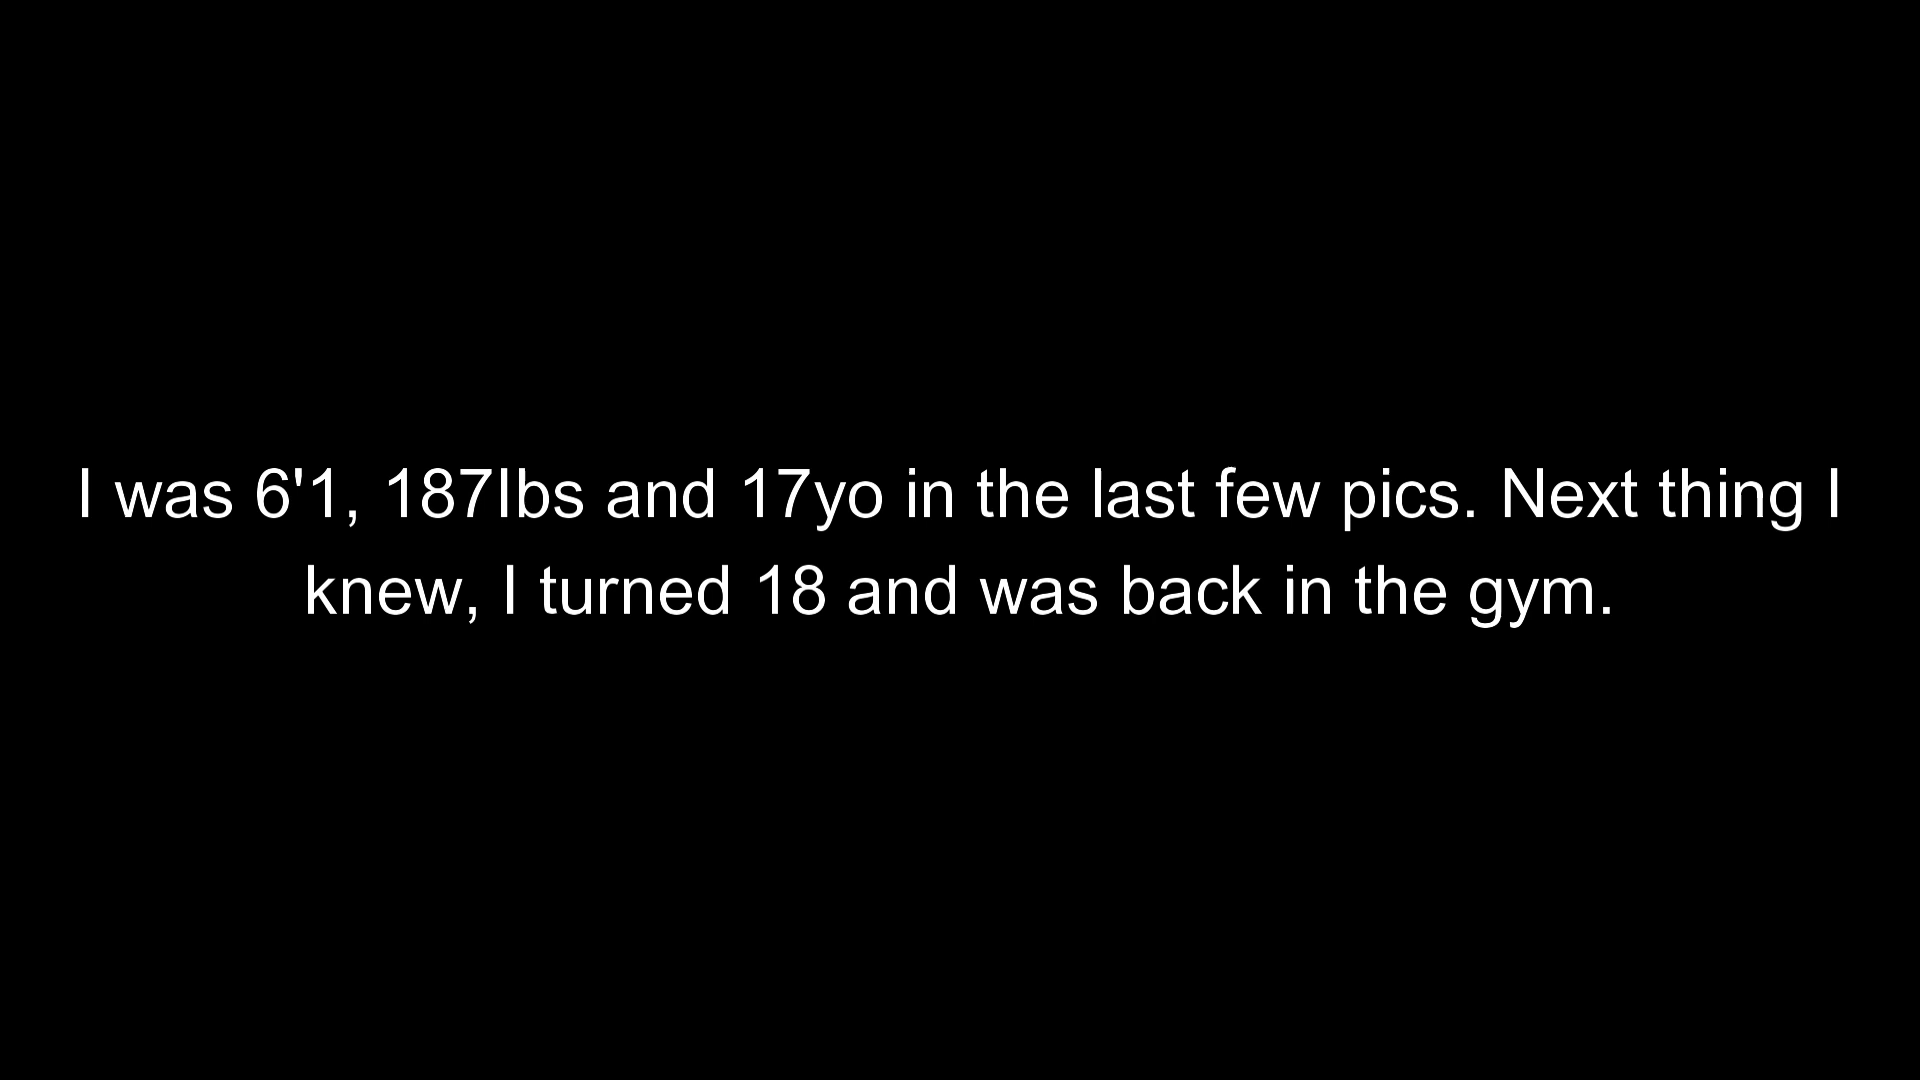 I was 6'1, 187lbs and 17yo in the last few pics. Next thing I
knew, I turned 18 and was back in the gym.